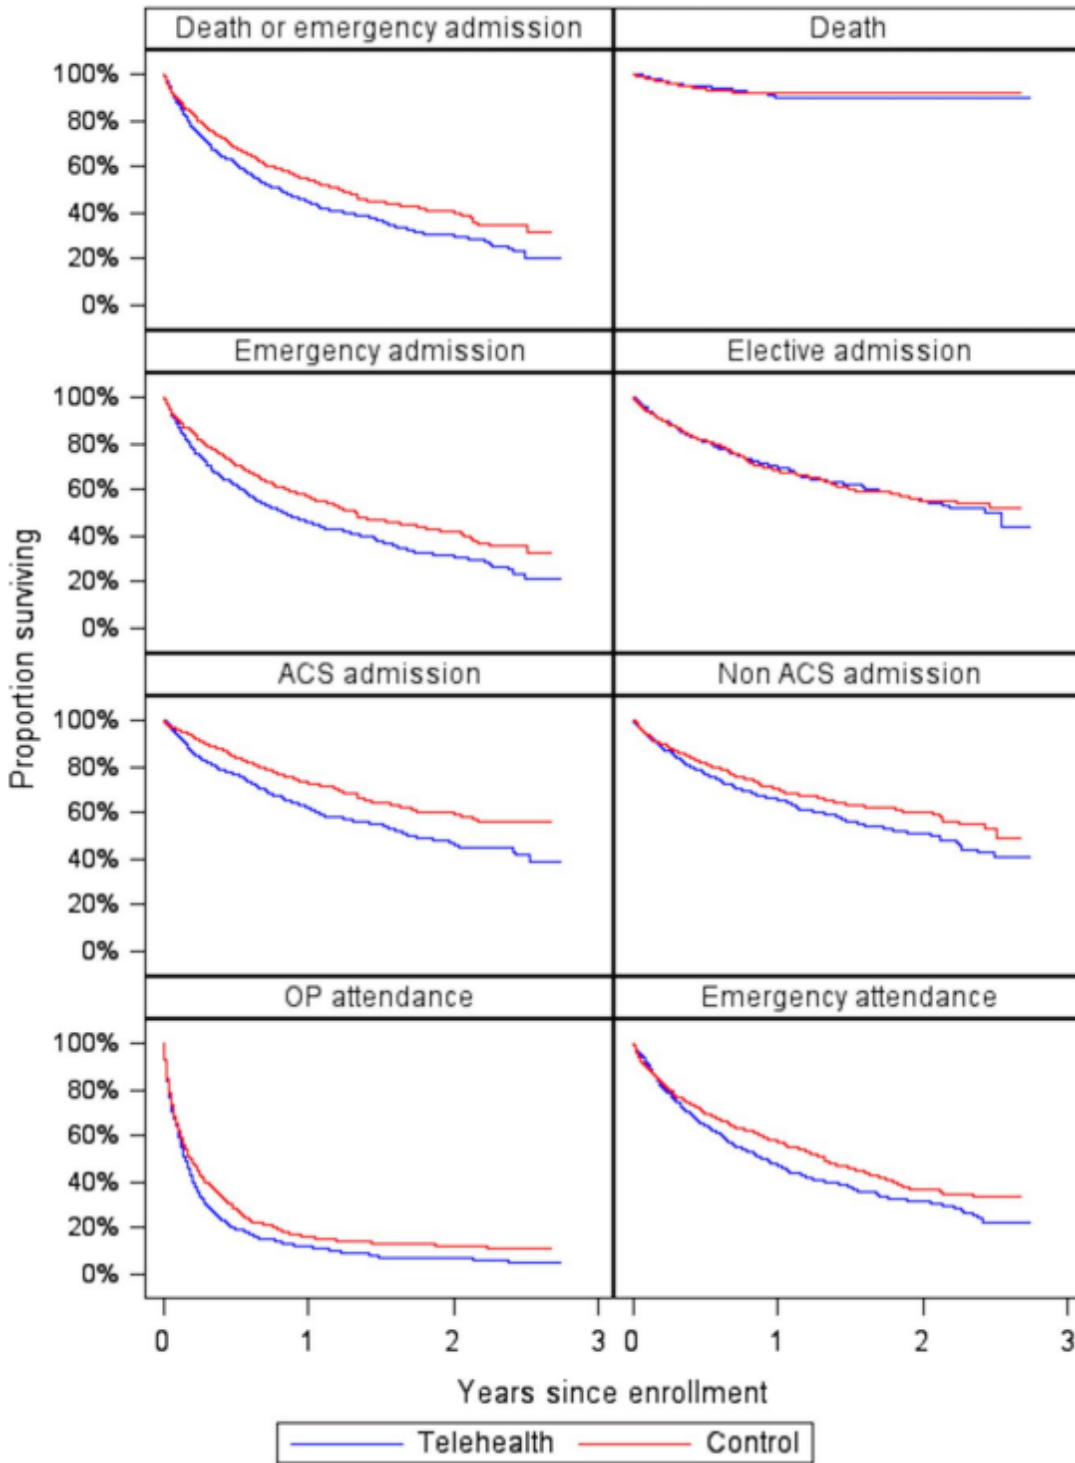 Death or emergency admission
Death
100%
80%
60%
40%
20%
0%
Emergency admission
Elective admission
100%
80%
60%
40%
20%
0%
ACS admission
Non ACS admission
100%
80%
60%
40%
20%
0%
OP attendance
Emergency attendance
100%
80%
60%
40%
20%
0%
Proportion surviving
0 1 2 3
0 1 2 3
Years since enrollment
Telehealth
Control